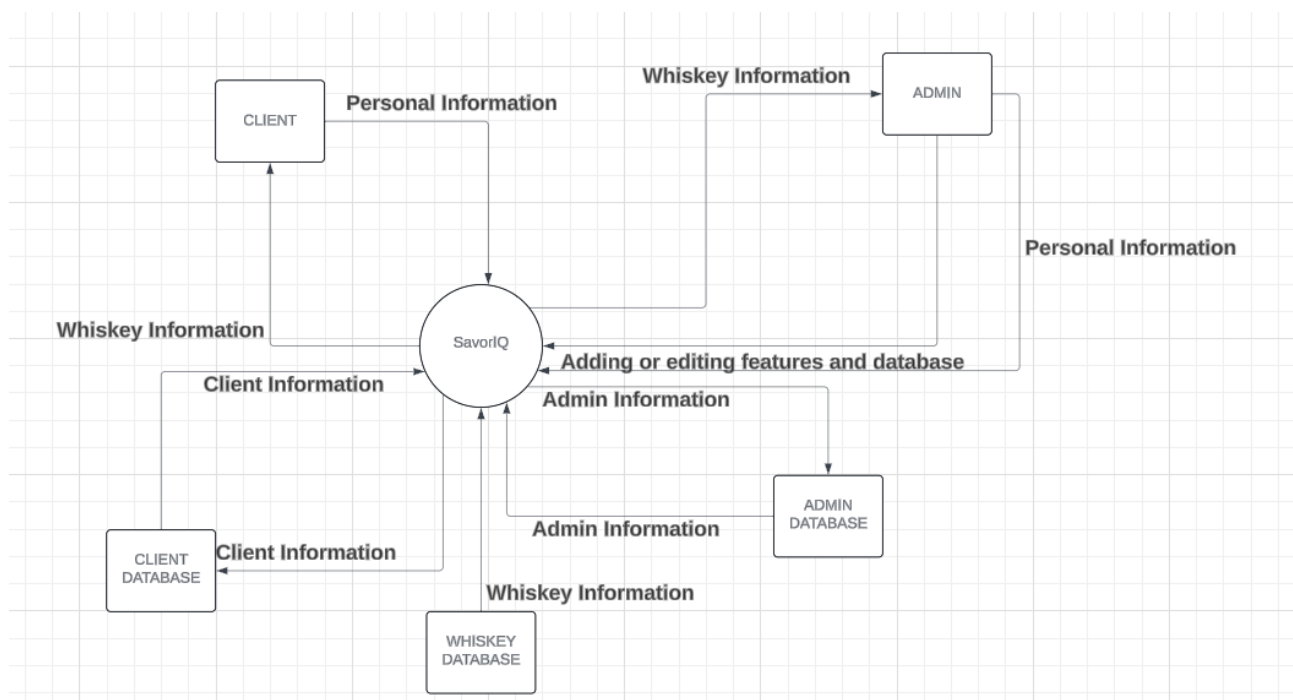 Whiskey Information
ADMIN
Personal Information
CLIENT
Personal Information
Whiskey Information
SavorIQ
Adding or editing features and database
Client Information
Admin Information
ADMIN
DATABASE
Admin Information
Client Information
CLIENT
DATABASE
Whiskey Information
WHISKEY
DATABASE